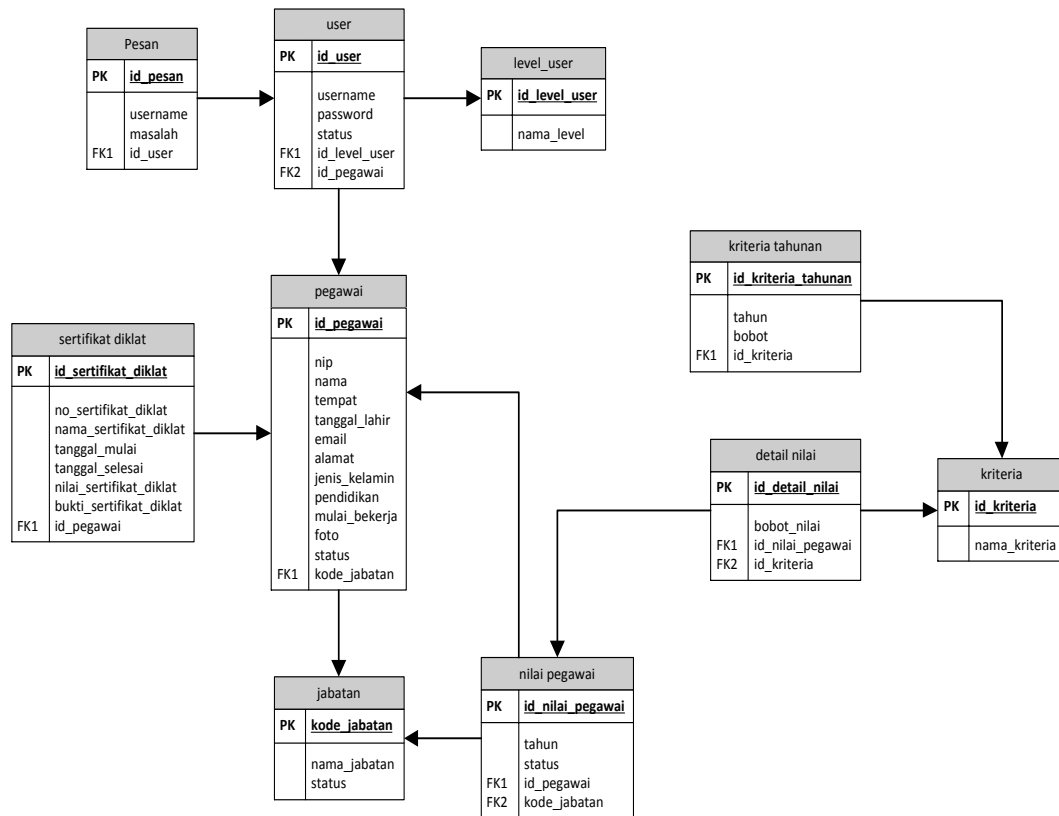 Pesan
PK id_pesan
username
masalah
FK1 id_user
user
PK id_user
username
password
status
FK1 id_level_user
FK2 id_pegawai
level_user
PK id_level_user
nama_level
kriteria tahunan
PK id_kriteria_tahunan
tahun
bobot
FK1 id_kriteria
sertifikat diklat
PK id_sertifikat_diklat
no_sertifikat_diklat
nama_sertifikat_diklat
tanggal_mulai
tanggal_selesai
nilai_sertifikat_diklat
bukti_sertifikat_diklat
FK1 id_pegawai
pegawai
PK id_pegawai
nip
nama
tempat
tanggal_lahir
email
alamat
jenis_kelamin
pendidikan
mulai_bekerja
foto
status
FK1 kode_jabatan
detail nilai
PK id_detail_nilai
bobot_nilai
FK1 id_nilai_pegawai
FK2 id_kriteria
kriteria
PK id_kriteria
nama_kriteria
jabatan
PK kode_jabatan
nama_jabatan
status
nilai pegawai
PK id_nilai_pegawai
tahun
status
FK1 id_pegawai
FK2 kode_jabatan